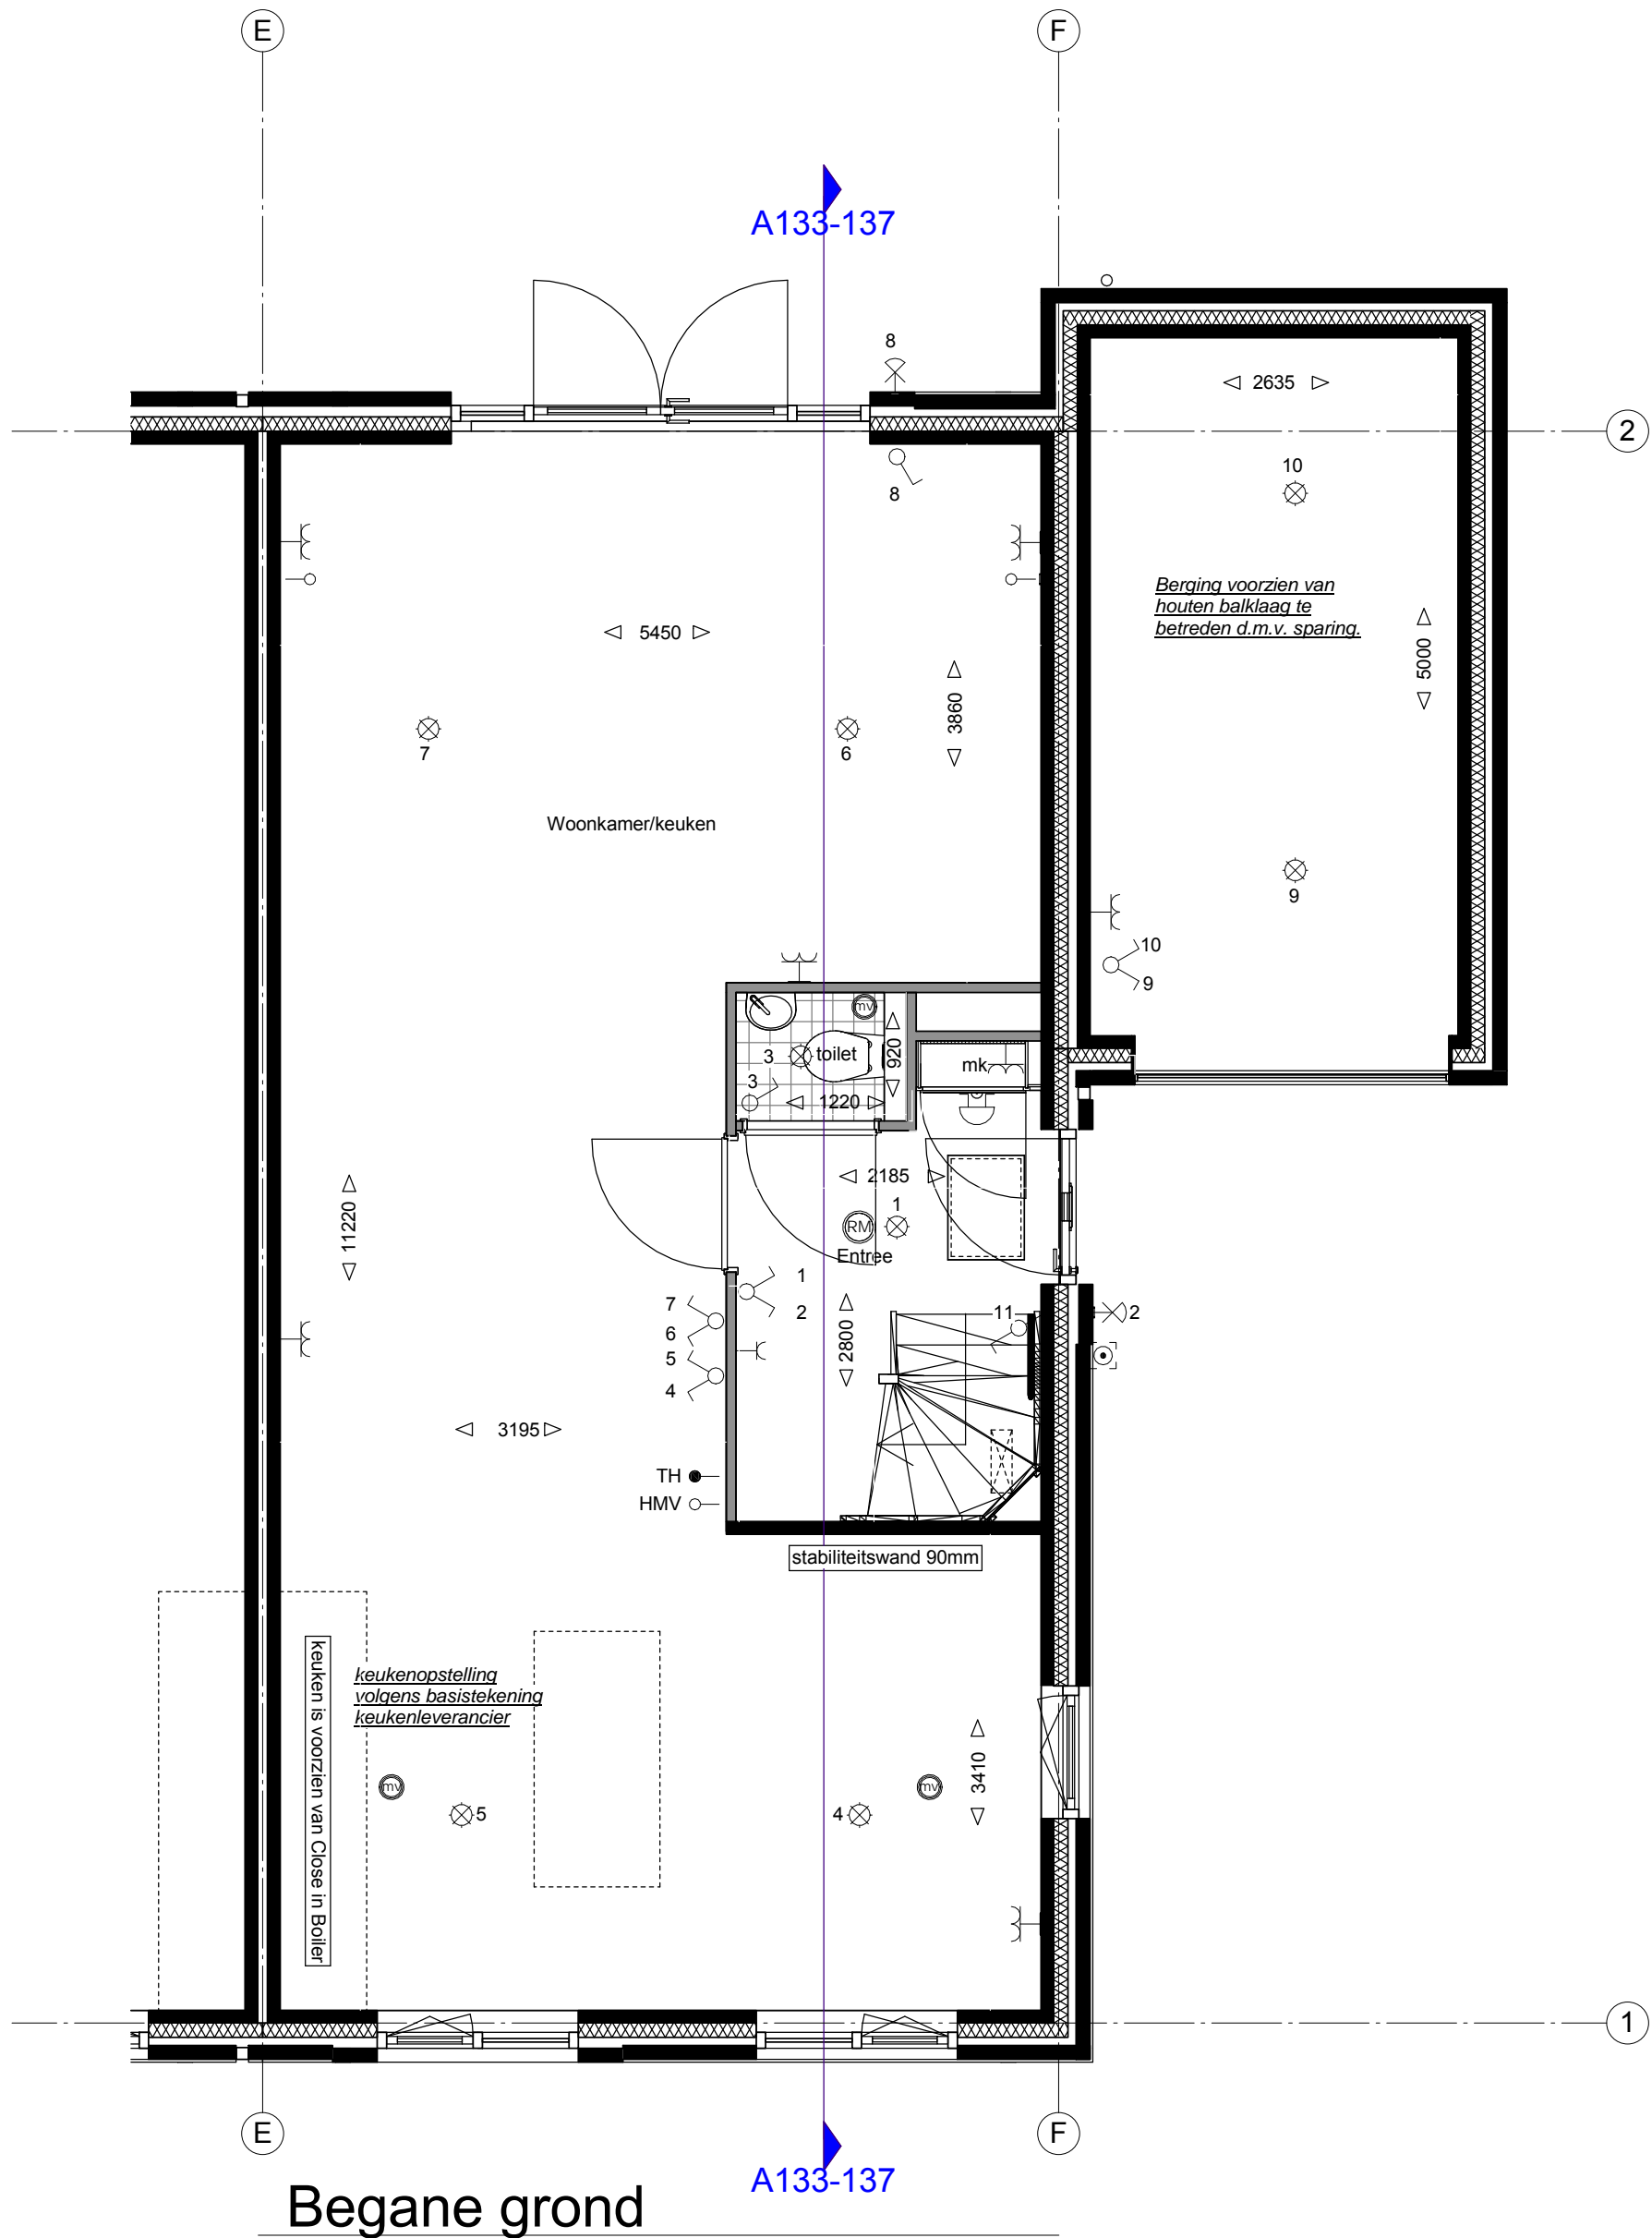 E
F
A133-137
8
2635
2
8
10
Berging voorzien van
houten balklaag te
betreden d.m.v. sparing.
5450
5000
3860
7
6
Woonkamer/keuken
9
10
9
mv
3
toilet
920
mk
3
1220
2185
1
RM
Entree
11220
1
2
7
6
5
4
2800
11
2
3195
TH
HMV
stabiliteitswand 90mm
keuken is voorzien van Close in Boiler
keukenopstelling
volgens basistekening
keukenleverancier
mv
mv
3410
5
4
1
E
F
A133-137
Begane grond